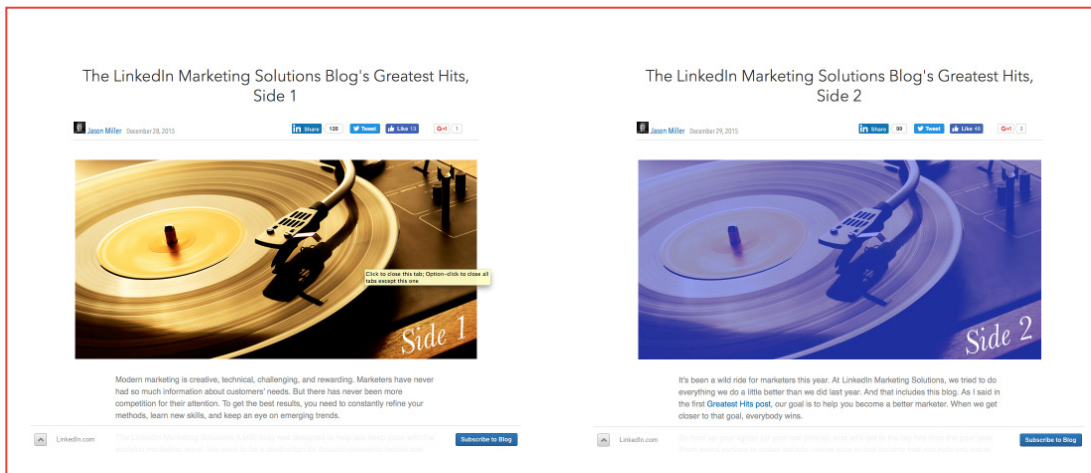 The LinkedIn Marketing Solutions Blog's Greatest Hits,
Side 1
Jason Miller December 28, 2015
in Share 120 Tweet Like 13 G+1 1
Click to close this tab; Option-click to close all
tabs except this one
Side 1
Modern marketing is creative, technical, challenging, and rewarding. Marketers have never
had so much information about customers' needs. But there has never been more
competition for their attention. To get the best results, you need to constantly refine your
methods, learn new skills, and keep an eye on emerging trends.
LinkedIn.com
Subscribe to Blog
The LinkedIn Marketing Solutions Blog's Greatest Hits,
Side 2
Jason Miller December 29, 2015
in Share 99 Tweet Like 45 G+1 3
Side 2
It's been a wild ride for marketers this year. At LinkedIn Marketing Solutions, we tried to do
everything we do a little better than we did last year. And that includes this blog. As I said in
the first Greatest Hits post, our goal is to help you become a better marketer. When we get
closer to that goal, everybody wins.
LinkedIn.com
Subscribe to Blog